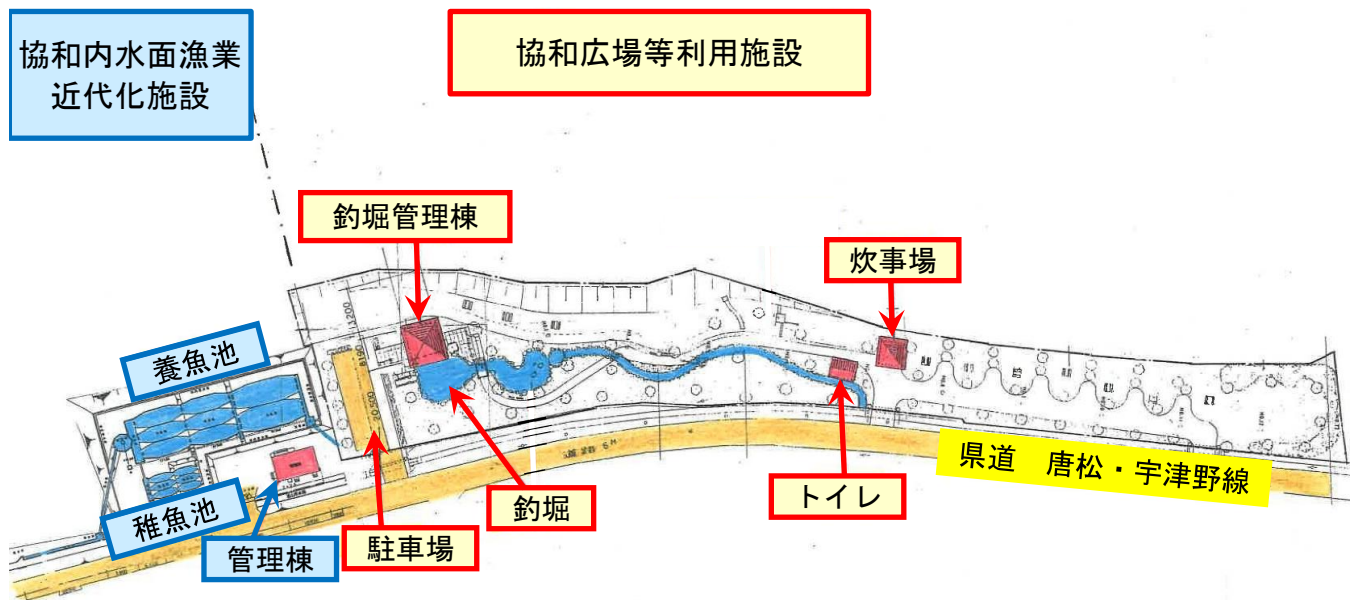 協和内水面漁業
近代化施設
協和広場等利用施設
釣堀管理棟
炊事場
養魚池
稚魚池
管理棟
駐車場
釣堀
トイレ
県道 唐松・宇津野線